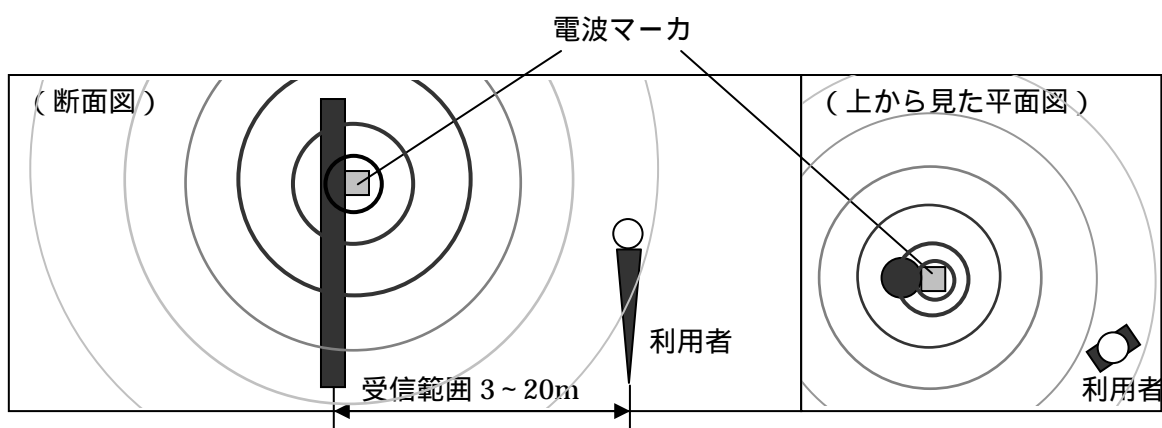 電波マーカ
(断面図)
(上から見た平面図)
利用者
受信範囲 3~20m
利用者